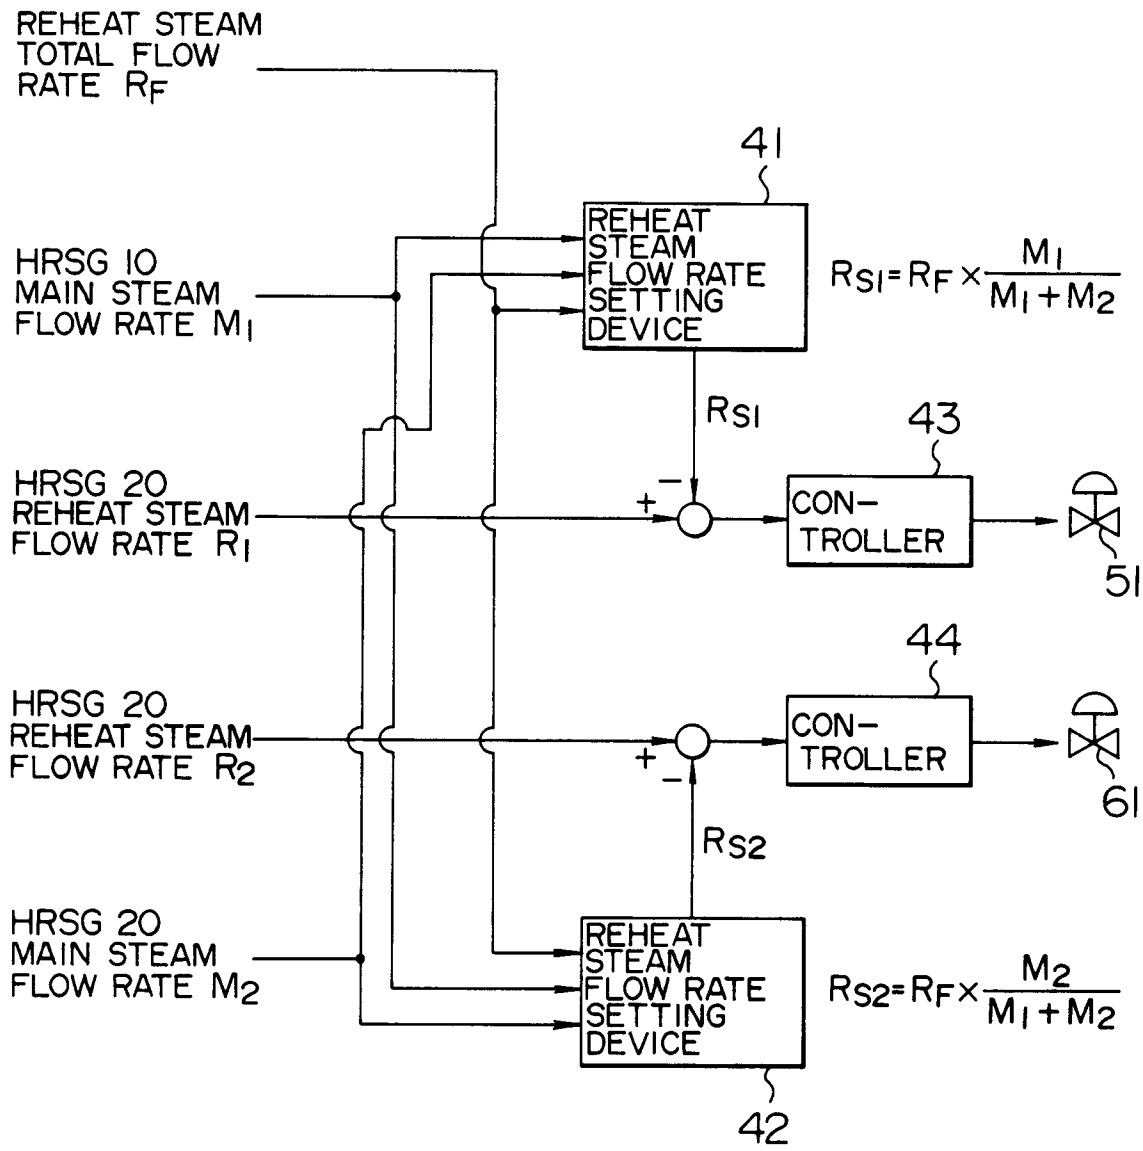 REHEAT STEAM
TOTAL FLOW
RATE RF
41
REHEAT
STEAM
FLOW RATE
SETTING
DEVICE
RS1=RF×M1/M1+M2
HRSG 10
MAIN STEAM
FLOW RATE M1
RS1
43
HRSG 20
REHEAT STEAM
FLOW RATE R1
+
−
CON-
TROLLER
51
44
HRSG 20
REHEAT STEAM
FLOW RATE R2
+
−
CON-
TROLLER
61
RS2
HRSG 20
MAIN STEAM
FLOW RATE M2
REHEAT
STEAM
FLOW RATE
SETTING
DEVICE
RS2=RF×M2/M1+M2
42